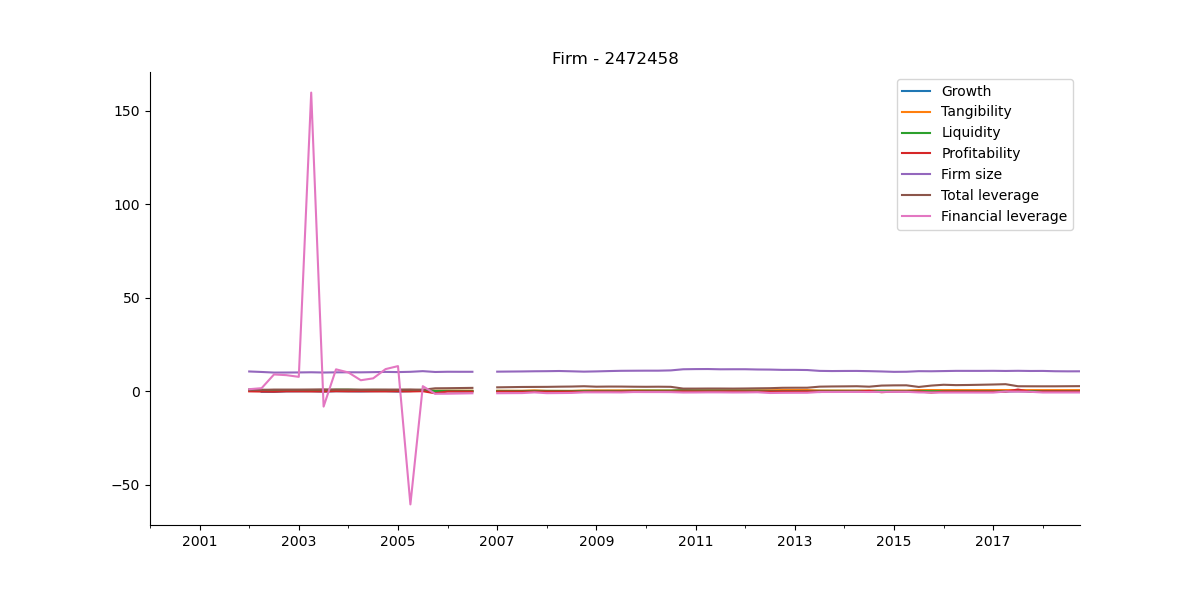 Firm - 2472458
Growth
Tangibility
Liquidity
Profitability
Firm size
Total leverage
Financial leverage
150
100
50
0
−50
2001 2003 2005 2007 2009 2011 2013 2015 2017